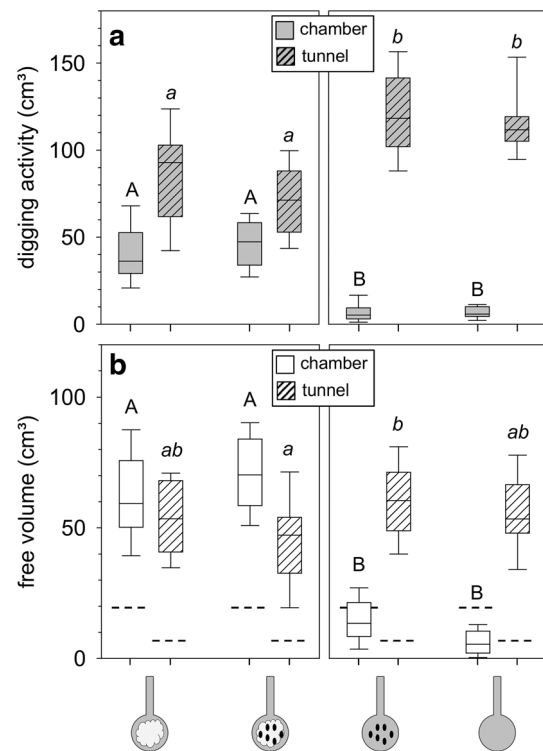 a
chamber
tunnel
digging activity (cm³)
150
100
50
0
A
a
A
a
B
b
B
b
b
chamber
tunnel
free volume (cm³)
100
50
0
A
ab
A
a
B
b
B
ab